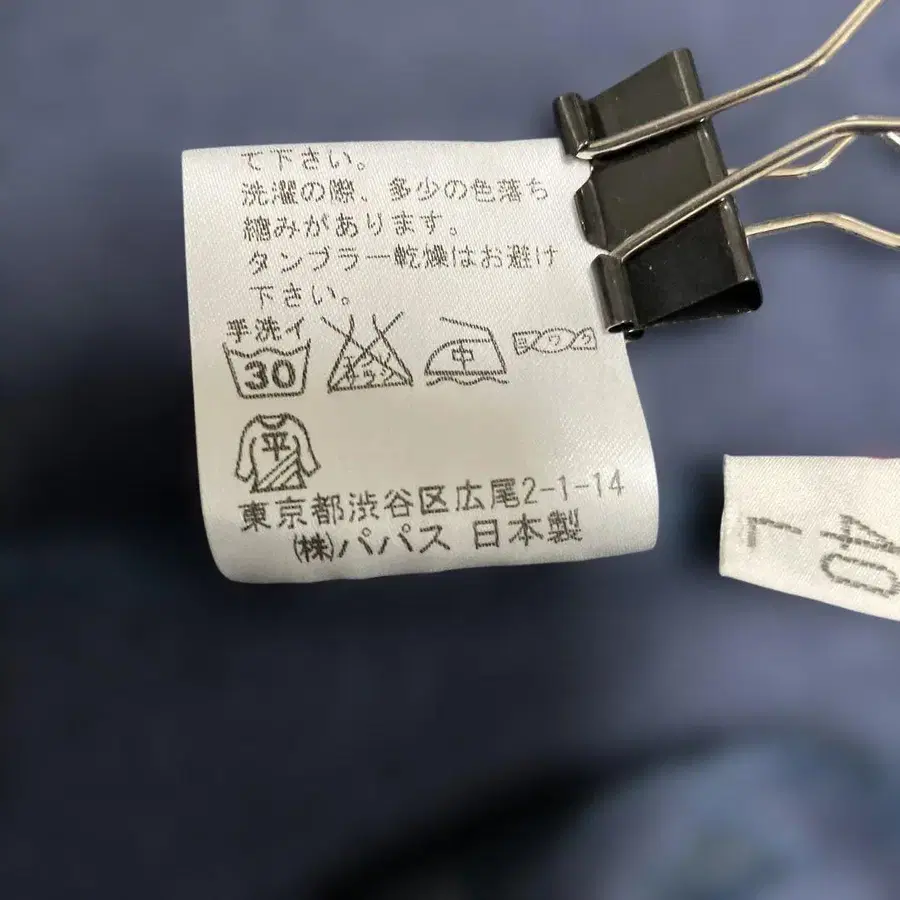 て下さい。
洗濯の際、多少の色落ち
縮みがあります。
タンブラー乾燥はお避け
下さい。
手洗イ
30
中
ヨワク
平
東京都渋谷区広尾2-1-14
㈱パパス 日本製
40
L